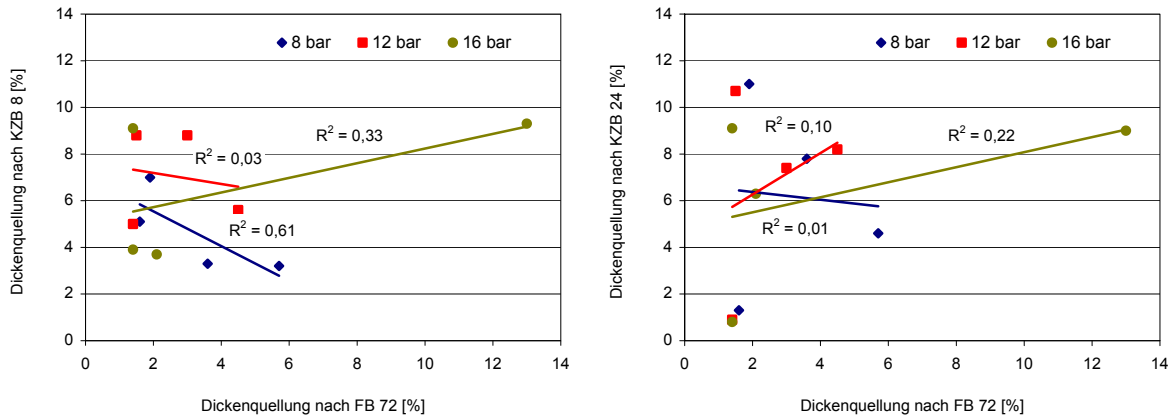 Dickenquellung nach KZB 8 [%]
14
12
10
8
6
4
2
0
8 bar 12 bar 16 bar
R² = 0,33
R² = 0,03
R² = 0,61
0 2 4 6 8 10 12 14
Dickenquellung nach FB 72 [%]
Dickenquellung nach KZB 24 [%]
14
12
10
8
6
4
2
0
8 bar 12 bar 16 bar
R² = 0,10
R² = 0,22
R² = 0,01
0 2 4 6 8 10 12 14
Dickenquellung nach FB 72 [%]